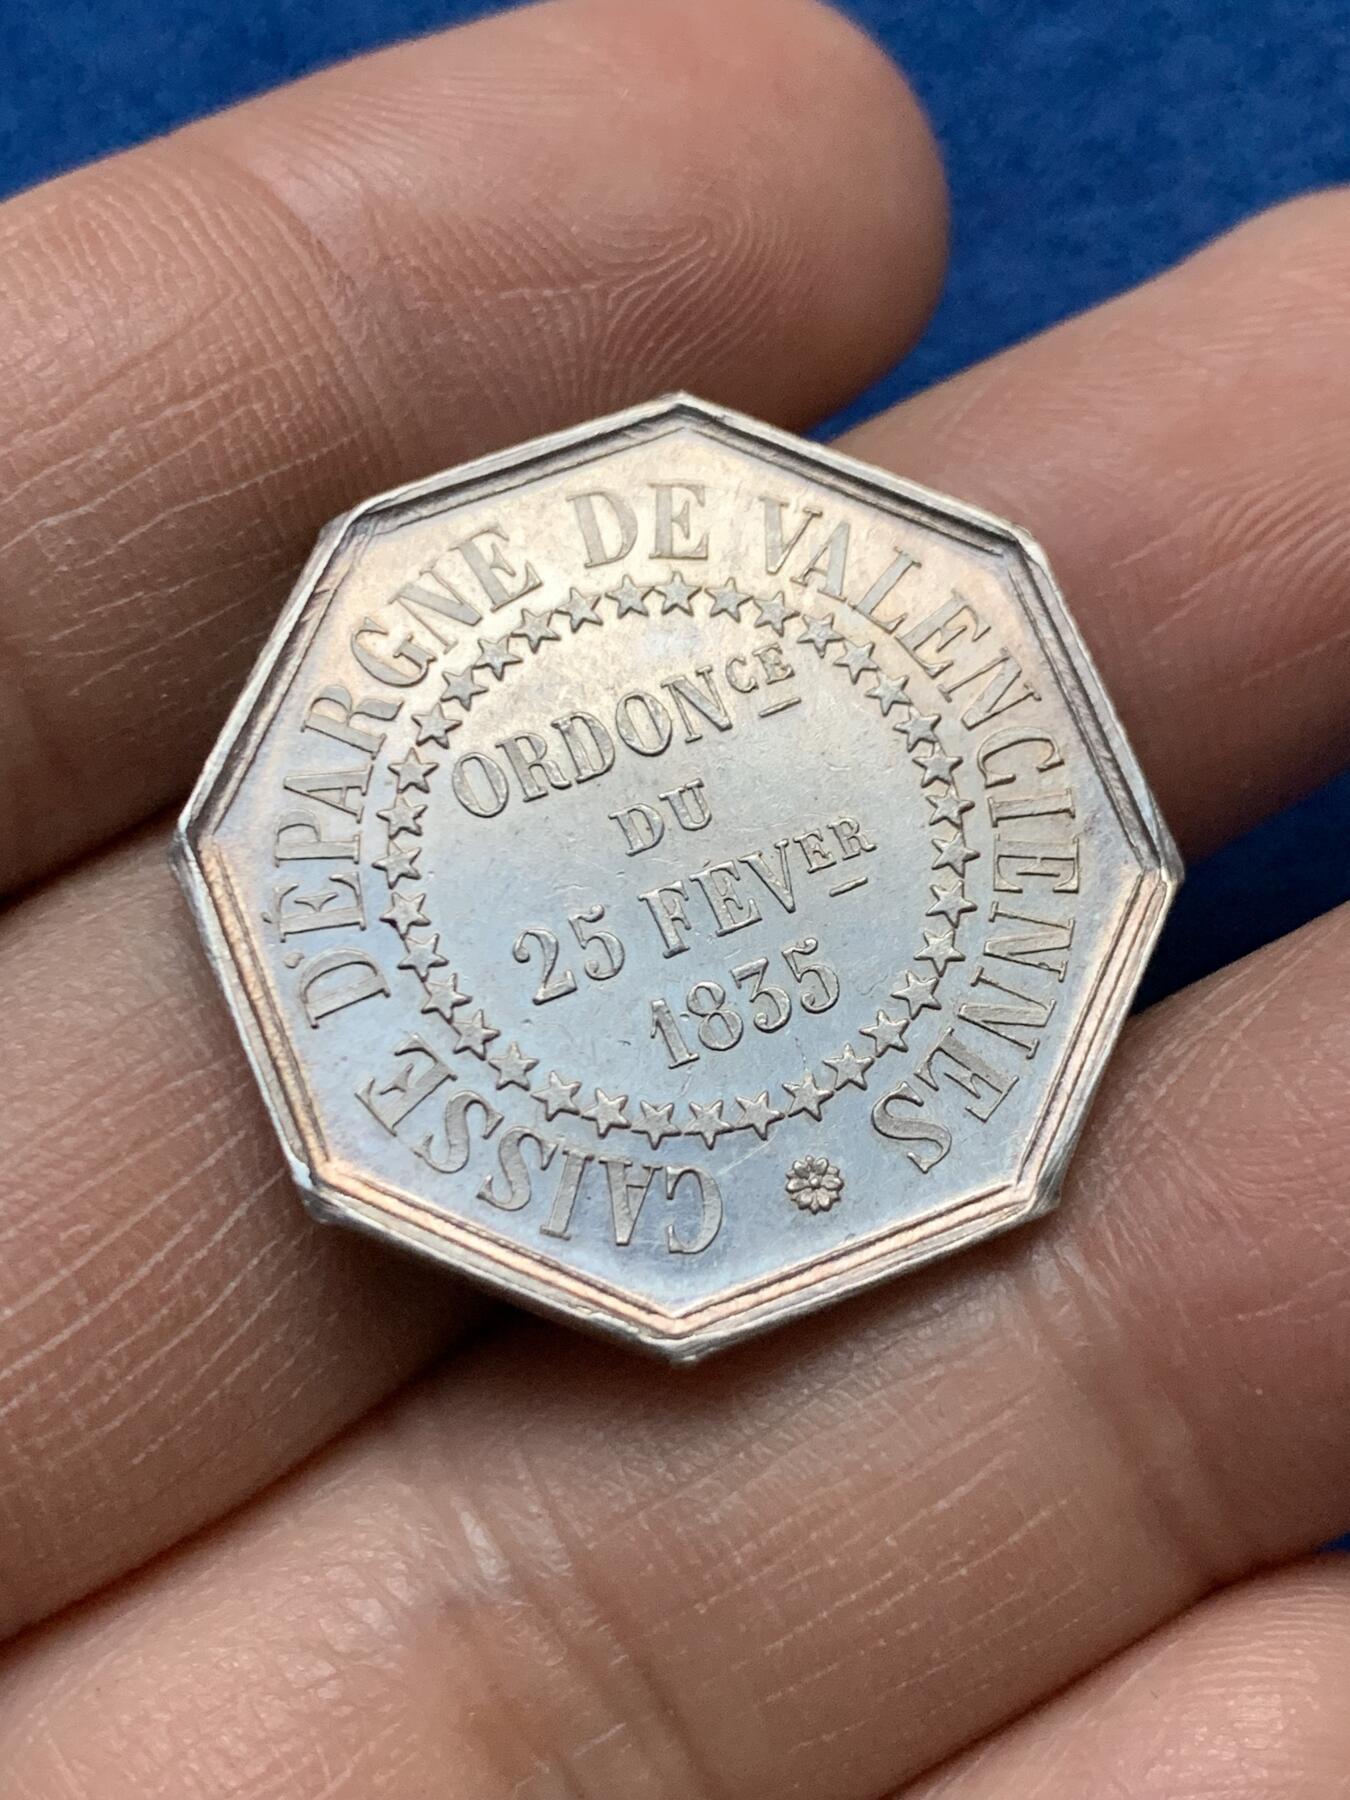 CAISSE D'ÉPARGNE DE VALENCIENNES
ORDONCE
DU
25 FÉVER
1835